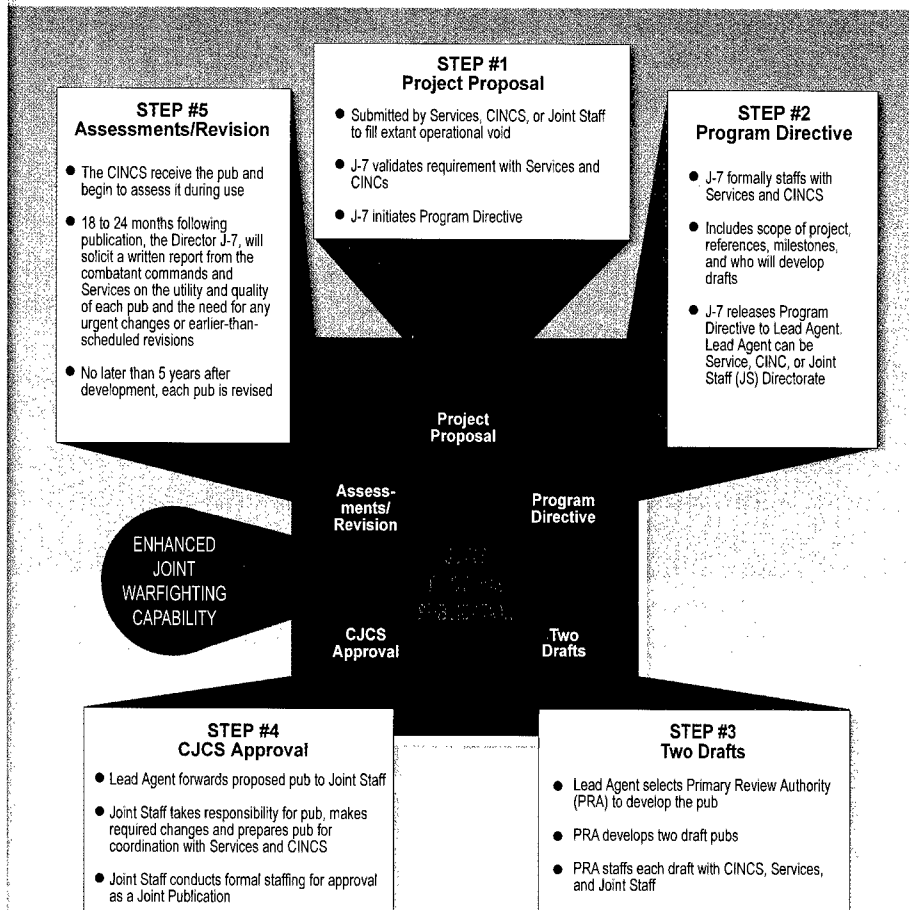 STEP #1
Project Proposal
● Submitted by Services, CINCS, or Joint Staff
to fill extant operational void
● J-7 validates requirement with Services and
CINCs
● J-7 initiates Program Directive
STEP #2
Program Directive
● J-7 formally staffs with
Services and CINCS
● Includes scope of project,
references, milestones,
and who will develop
drafts
● J-7 releases Program
Directive to Lead Agent.
Lead Agent can be
Service, CINC, or Joint
Staff (JS) Directorate
STEP #5
Assessments/Revision
● The CINCS receive the pub and
begin to assess it during use
● 18 to 24 months following
publication, the Director J-7, will
solicit a written report from the
combatant commands and
Services on the utility and quality
of each pub and the need for any
urgent changes or earlier-than-
scheduled revisions
● No later than 5 years after
development, each pub is revised
Project
Proposal
Assess-
ments/
Revision
Program
Directive
ENHANCED
JOINT
WARFIGHTING
CAPABILITY
CJCS
Approval
Two
Drafts
STEP #4
CJCS Approval
● Lead Agent forwards proposed pub to Joint Staff
● Joint Staff takes responsibility for pub, makes
required changes and prepares pub for
coordination with Services and CINCS
● Joint Staff conducts formal staffing for approval
as a Joint Publication
STEP #3
Two Drafts
● Lead Agent selects Primary Review Authority
(PRA) to develop the pub
● PRA develops two draft pubs
● PRA staffs each draft with CINCS, Services,
and Joint Staff